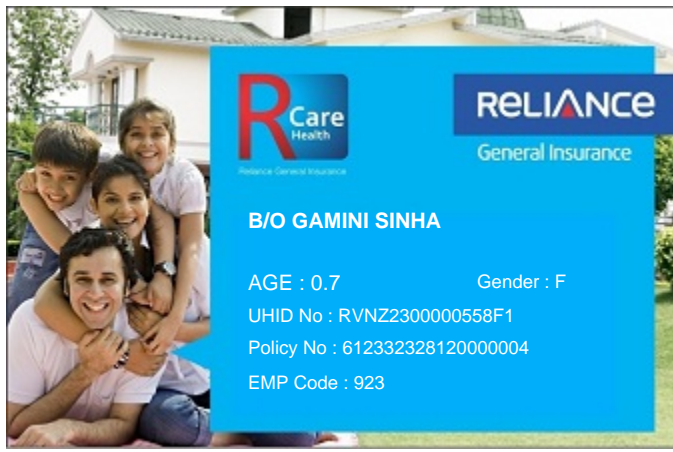 R Care
Health
Reliance General Insurance
RELIANCE
General Insurance
B/O GAMINI SINHA
AGE : 0.7 Gender : F
UHID No : RVNZ2300000558F1
Policy No : 612332328120000004
EMP Code : 923